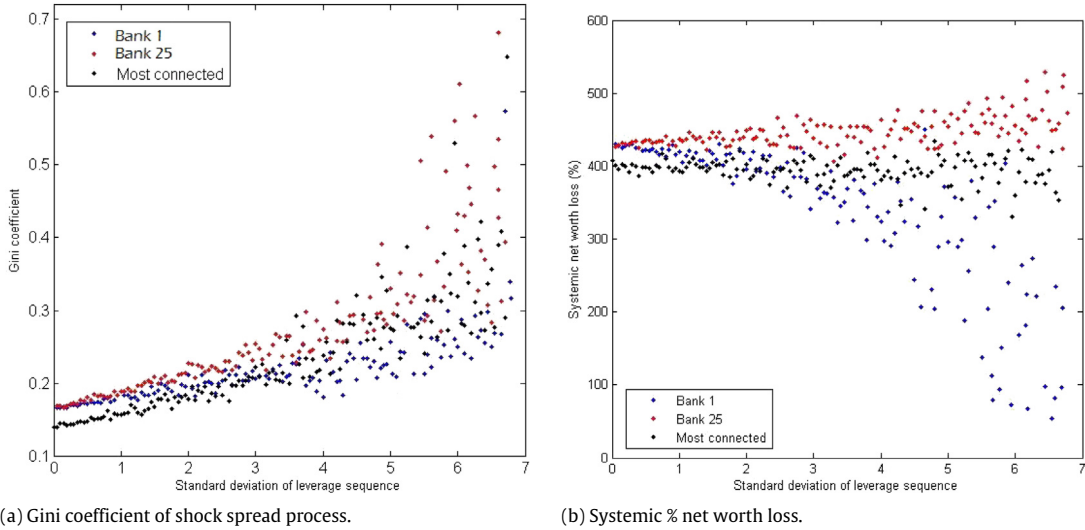 0.7
0.6
0.5
0.4
0.3
0.2
0.1
Gini coefficient
Bank 1
Bank 25
Most connected
0 1 2 3 4 5 6 7
Standard deviation of leverage sequence
(a) Gini coefficient of shock spread process.
600
500
400
300
200
100
0
Systemic net worth loss (%)
Bank 1
Bank 25
Most connected
0 1 2 3 4 5 6 7
Standard deviation of leverage sequence
(b) Systemic % net worth loss.